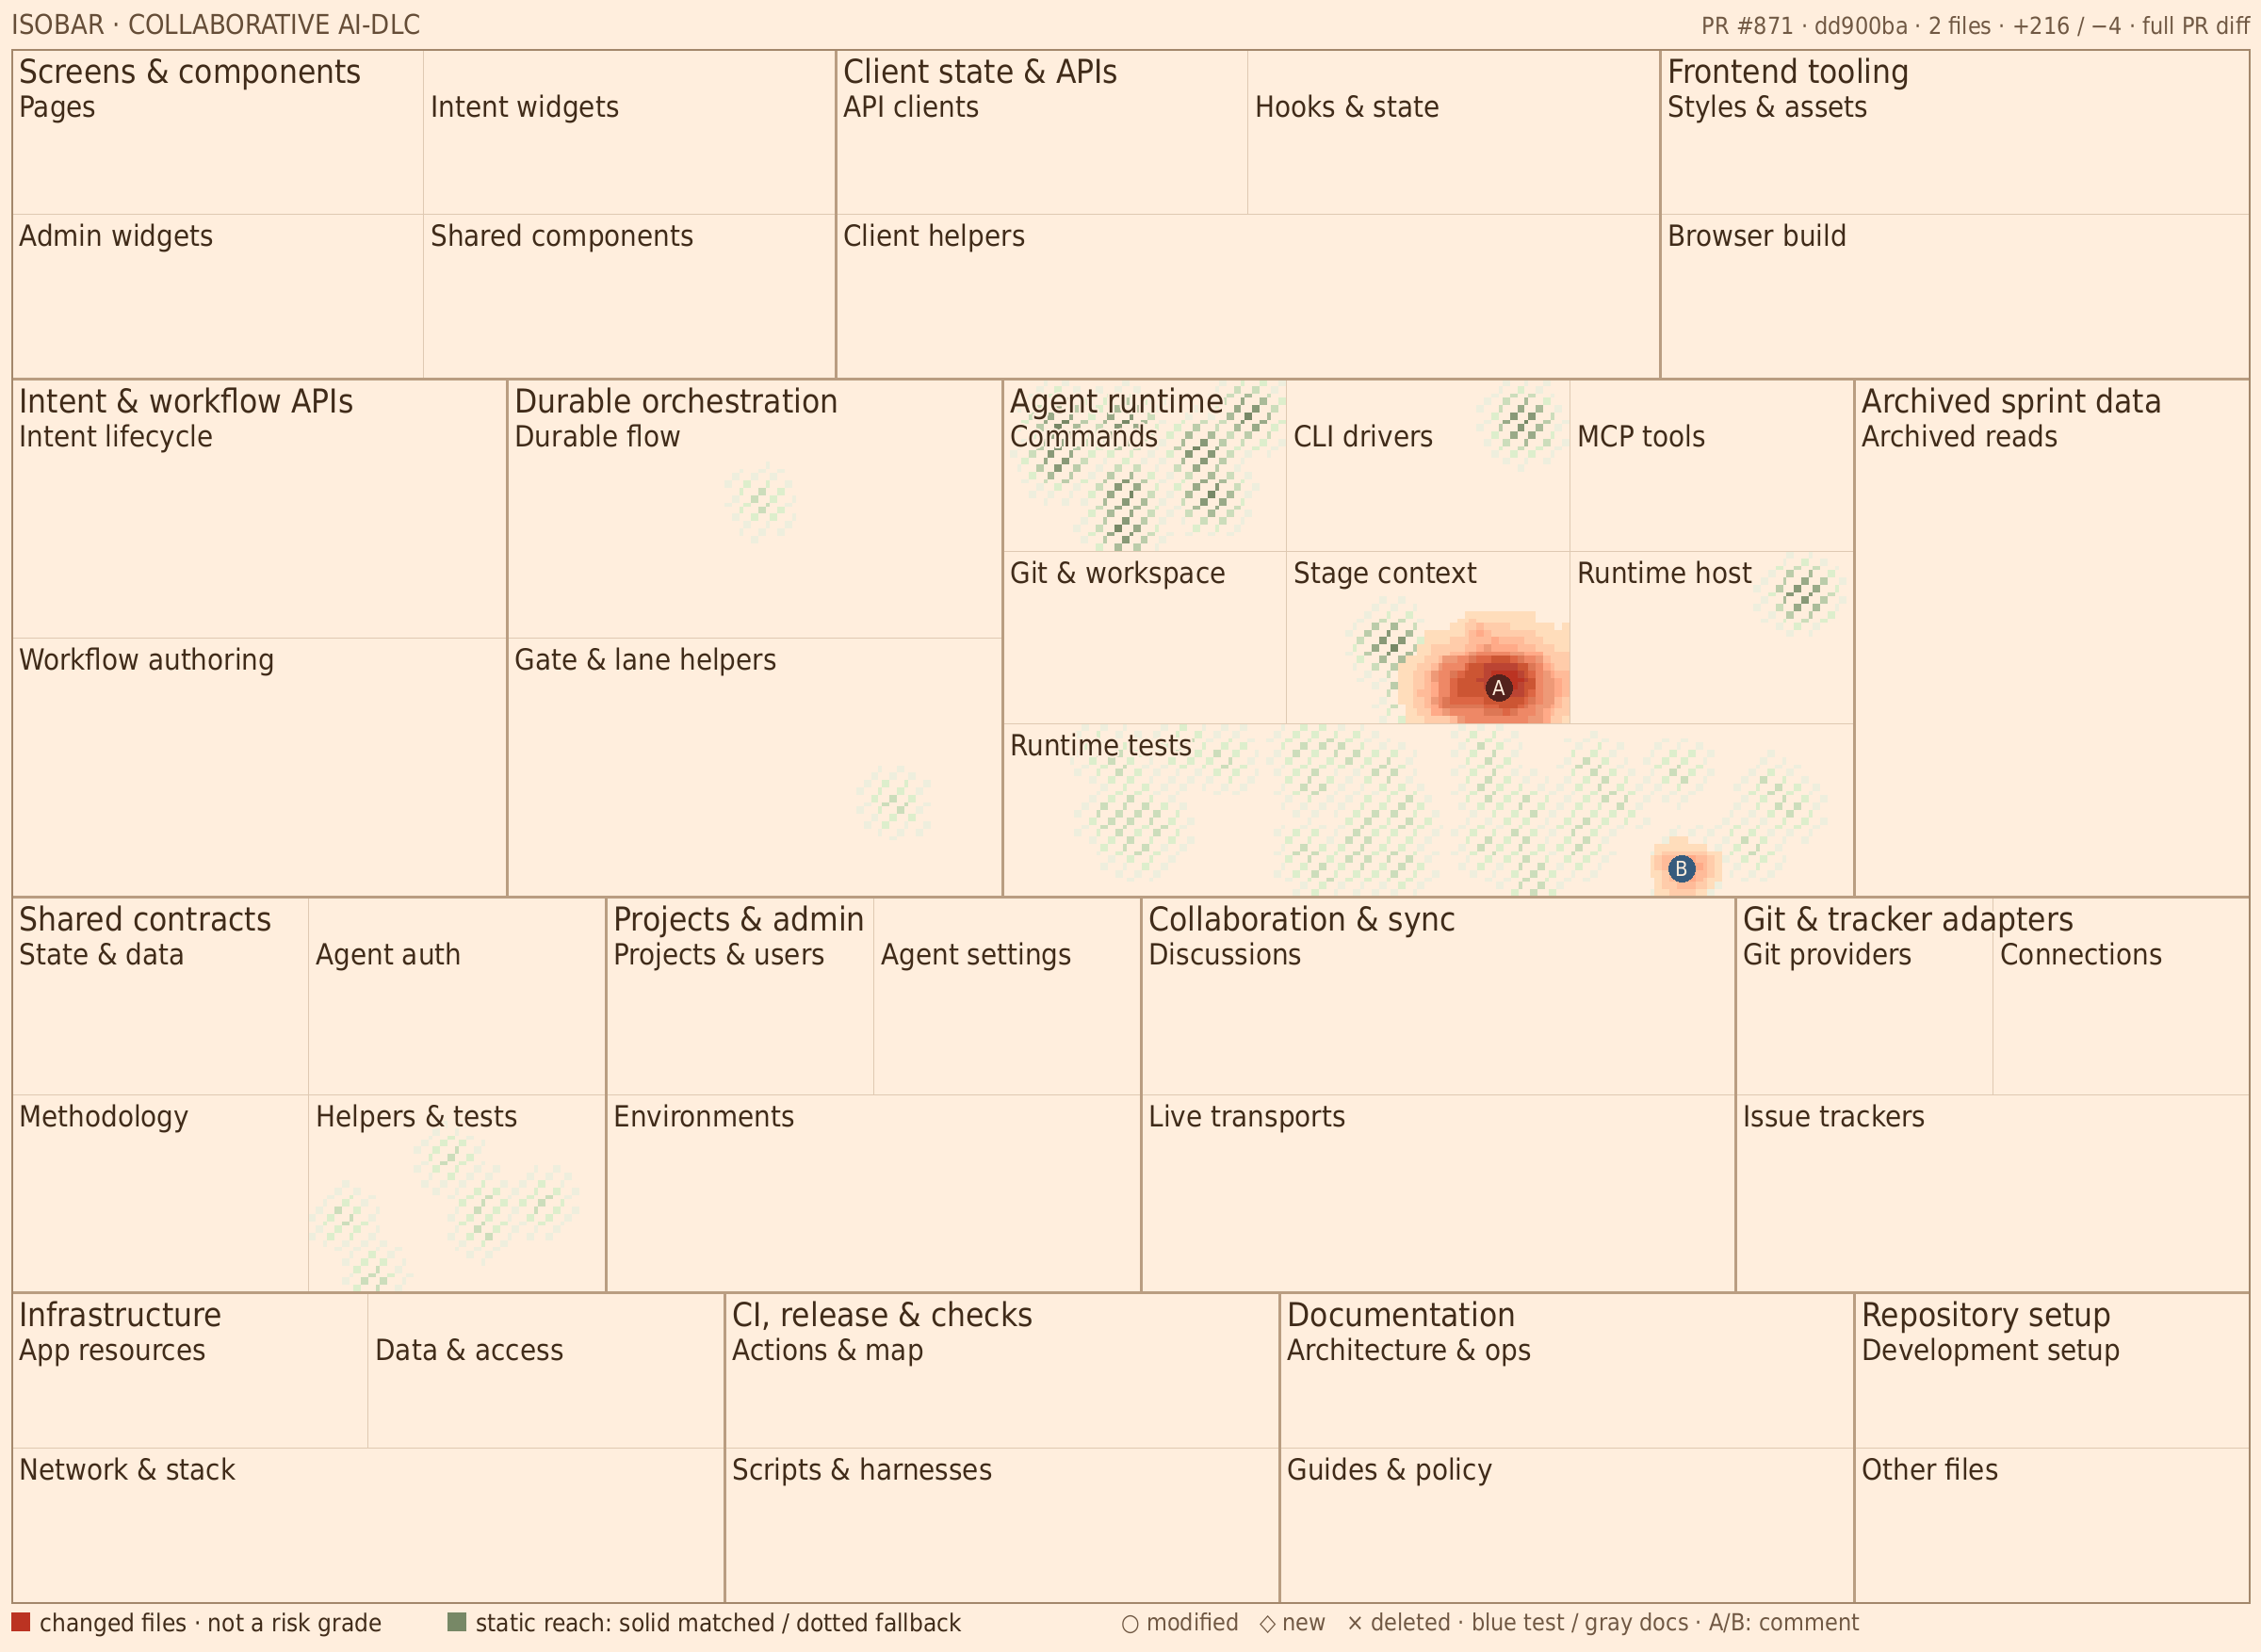 ISOBAR · COLLABORATIVE AI-DLC
PR #871 · dd900ba · 2 files · +216 / −4 · full PR diff
Screens & components
Pages
Intent widgets
Admin widgets
Shared components
Client state & APIs
API clients
Hooks & state
Client helpers
Frontend tooling
Styles & assets
Browser build
Intent & workflow APIs
Intent lifecycle
Workflow authoring
Durable orchestration
Durable flow
Gate & lane helpers
Agent runtime
Commands
CLI drivers
MCP tools
Git & workspace
Stage context
Runtime host
A
Runtime tests
B
Archived sprint data
Archived reads
Shared contracts
State & data
Agent auth
Methodology
Helpers & tests
Projects & admin
Projects & users
Agent settings
Environments
Collaboration & sync
Discussions
Live transports
Git & tracker adapters
Git providers
Connections
Issue trackers
Infrastructure
App resources
Data & access
Network & stack
CI, release & checks
Actions & map
Scripts & harnesses
Documentation
Architecture & ops
Guides & policy
Repository setup
Development setup
Other files
changed files · not a risk grade
static reach: solid matched / dotted fallback
○ modified ◇ new × deleted · blue test / gray docs · A/B: comment